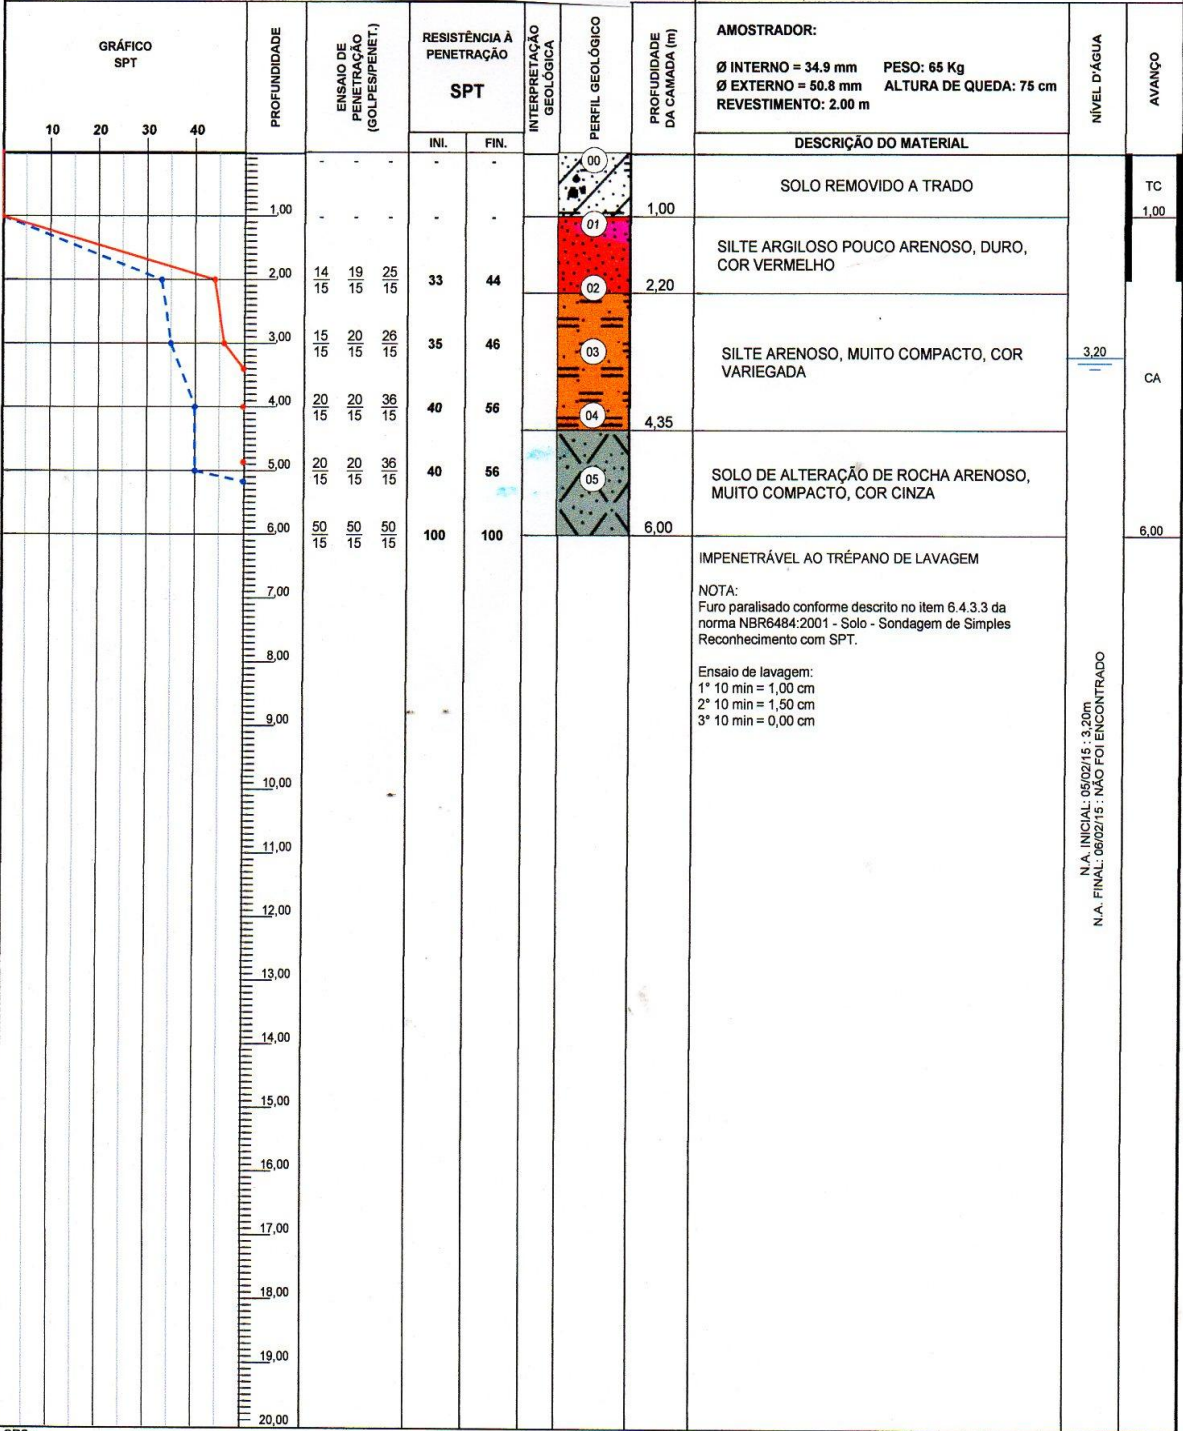 GRÁFICO
SPT
10 20 30 40
PROFUNDIDADE
ENSAIO DE
PENETRAÇÃO
(GOLPES/PENET.)
RESISTÊNCIA À
PENETRAÇÃO
SPT
INI. FIN.
INTERPRETAÇÃO
GEOLÓGICA
PERFIL GEOLÓGICO
PROFUDIDADE
DA CAMADA (m)
AMOSTRADOR:
Ø INTERNO = 34.9 mm PESO: 65 Kg
Ø EXTERNO = 50.8 mm ALTURA DE QUEDA: 75 cm
REVESTIMENTO: 2.00 m
DESCRIÇÃO DO MATERIAL
NÍVEL D'ÁGUA
AVANÇO
- - - - - 00
SOLO REMOVIDO A TRADO
TC
1,00 - - - - - 1,00 1,00
01
SILTE ARGILOSO POUCO ARENOSO, DURO,
COR VERMELHO
2,00 14/15 19/15 25/15 33 44 02 2,20
3,00 15/15 20/15 26/15 35 46 03
SILTE ARENOSO, MUITO COMPACTO, COR
VARIEGADA
3,20
CA
4,00 20/15 20/15 36/15 40 56 04 4,35
5,00 20/15 20/15 36/15 40 56 05
SOLO DE ALTERAÇÃO DE ROCHA ARENOSO,
MUITO COMPACTO, COR CINZA
6,00 50/15 50/15 50/15 100 100 6,00 6,00
IMPENETRÁVEL AO TRÉPANO DE LAVAGEM
NOTA:
Furo paralisado conforme descrito no item 6.4.3.3 da
norma NBR6484:2001 - Solo - Sondagem de Simples
Reconhecimento com SPT.
Ensaio de lavagem:
1° 10 min = 1,00 cm
2° 10 min = 1,50 cm
3° 10 min = 0,00 cm
N.A. INICIAL: 05/02/15 : 3,20m
N.A. FINAL: 06/02/15 : NÃO FOI ENCONTRADO
7,00
8,00
9,00
10,00
11,00
12,00
13,00
14,00
15,00
16,00
17,00
18,00
19,00
20,00